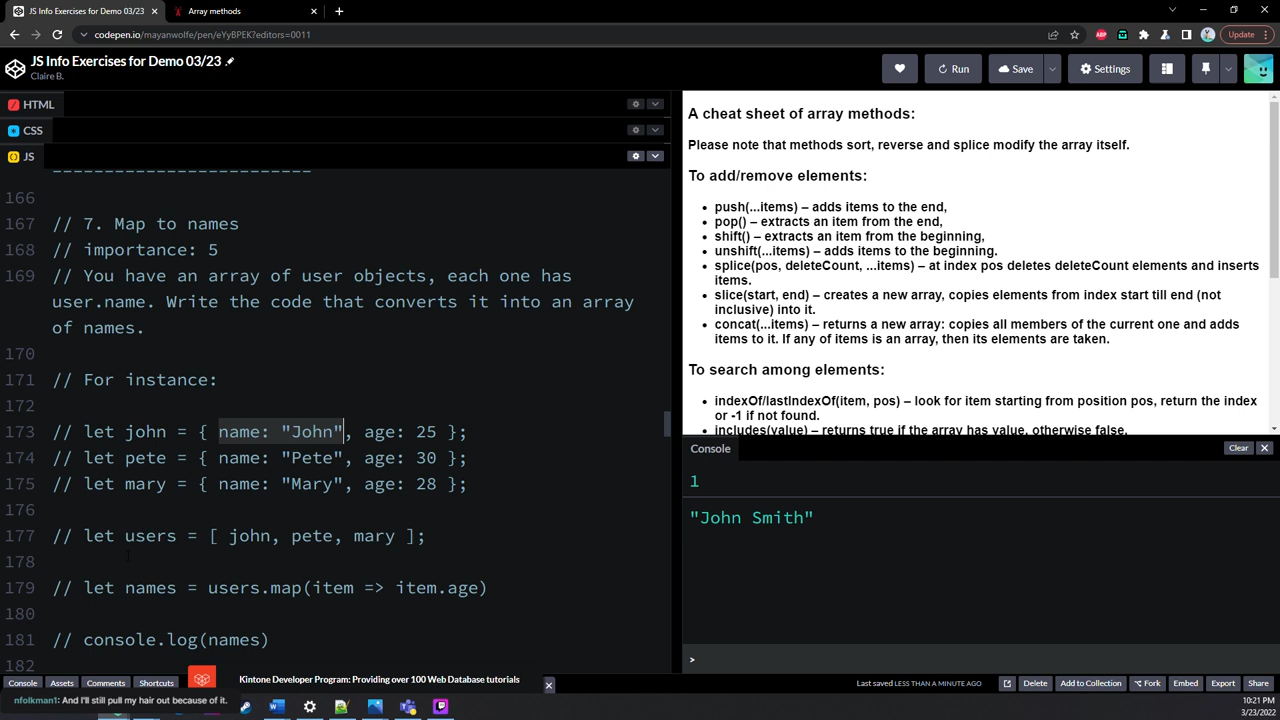 JS Info Exercises for Demo 03/23
Array methods
codepen.io/mayanwolfe/pen/eYyBPEK?editors=0011
Update
JS Info Exercises for Demo 03/23
Claire B.
Run
Save
Settings
HTML
CSS
JS
166
167 // 7. Map to names
168 // importance: 5
169 // You have an array of user objects, each one has
user.name. Write the code that converts it into an array
of names.
170
171 // For instance:
172
173 // let john = { name: "John", age: 25 };
174 // let pete = { name: "Pete", age: 30 };
175 // let mary = { name: "Mary", age: 28 };
176
177 // let users = [ john, pete, mary ];
178
179 // let names = users.map(item => item.age)
180
181 // console.log(names)
182
A cheat sheet of array methods:
Please note that methods sort, reverse and splice modify the array itself.
To add/remove elements:
• push(...items) – adds items to the end,
• pop() – extracts an item from the end,
• shift() – extracts an item from the beginning,
• unshift(...items) – adds items to the beginning.
• splice(pos, deleteCount, ...items) – at index pos deletes deleteCount elements and inserts
items.
• slice(start, end) – creates a new array, copies elements from index start till end (not
inclusive) into it.
• concat(...items) – returns a new array: copies all members of the current one and adds
items to it. If any of items is an array, then its elements are taken.
To search among elements:
• indexOf/lastIndexOf(item, pos) – look for item starting from position pos, return the index
or -1 if not found.
• includes(value) – returns true if the array has value, otherwise false.
Console
Clear
1
"John Smith"
>
Console
Assets
Comments
Shortcuts
Kintone Developer Program: Providing over 100 Web Database tutorials
Last saved LESS THAN A MINUTE AGO
Delete
Add to Collection
Fork
Embed
Export
Share
nfolkman1: And I'll still pull my hair out because of it.
10:21 PM
3/23/2022